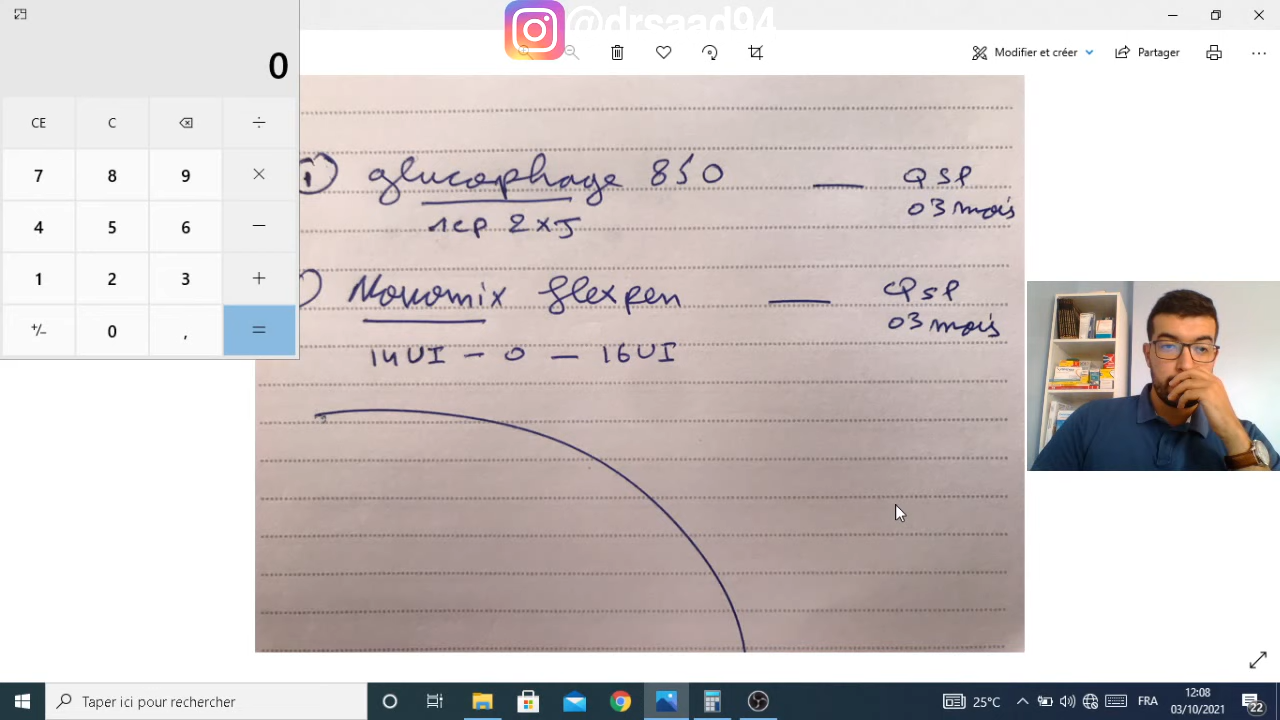 @drsaad94
0
Modifier et créer
Partager
CE C ÷
7 8 9 ×
4 5 6 −
1 2 3 +
+/- 0 , =
1) glucophage 850 — QSP
03 mois
1cp 2xJ
) Novomix flexpen — QSP
03 mois
14UI - 0 - 16UI
Taper ici pour rechercher
25°C
FRA
12:08
03/10/2021
22